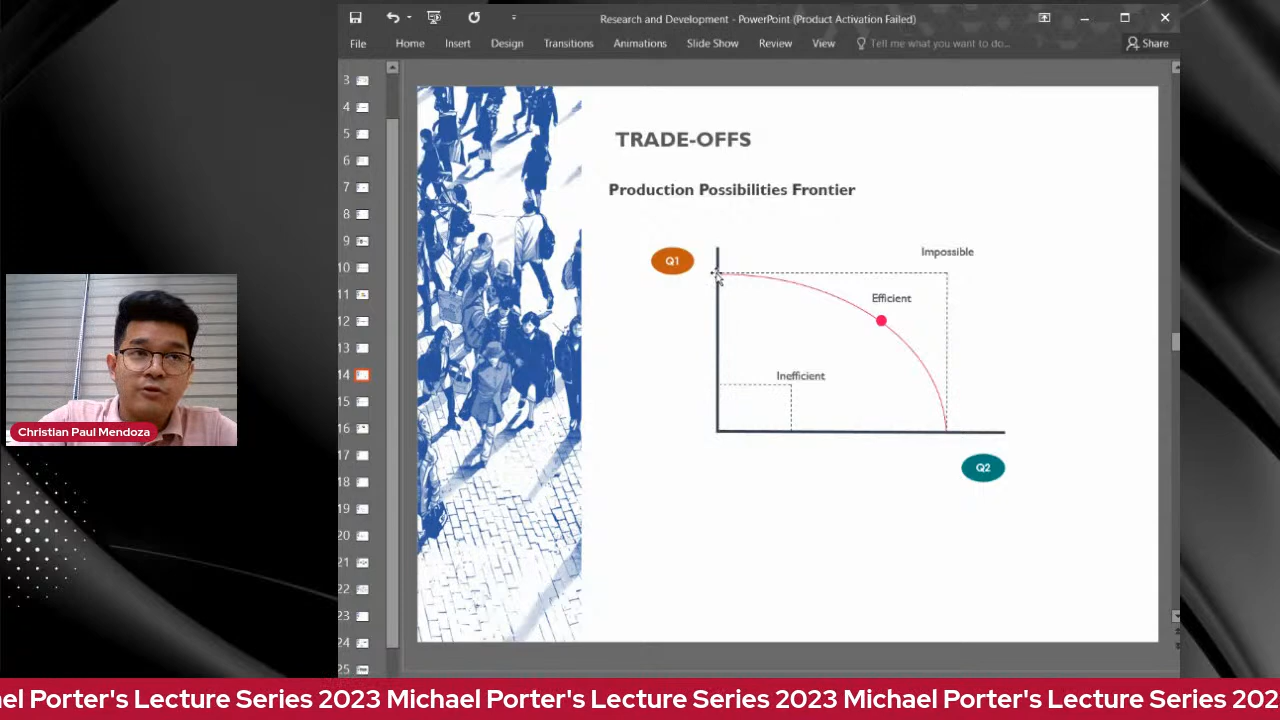 Research and Development - PowerPoint (Product Activation Failed)
File Home Insert Design Transitions Animations Slide Show Review View Tell me what you want to do... Share
3
4
5
6
7
8
9
10
11
12
13
14
15
16
17
18
19
20
21
22
23
24
25
TRADE-OFFS
Production Possibilities Frontier
Q1
Impossible
Efficient
Inefficient
Q2
Christian Paul Mendoza
el Porter's Lecture Series 2023 Michael Porter's Lecture Series 2023 Michael Porter's Lecture Series 202